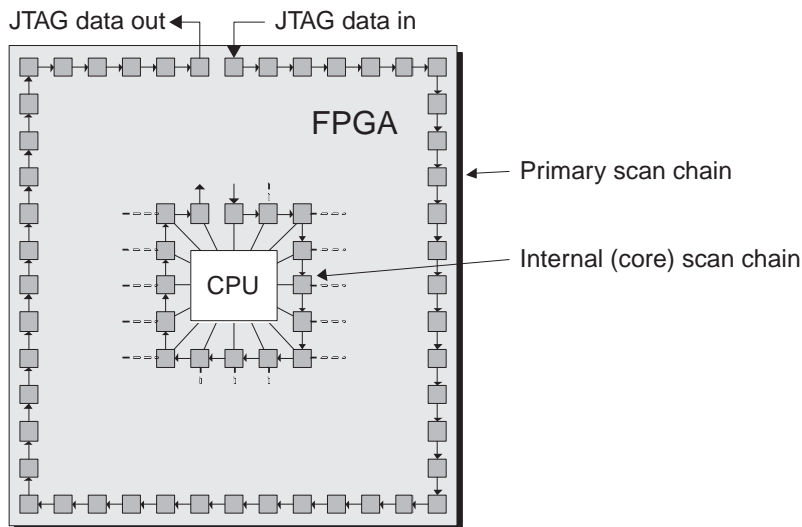 JTAG data out
JTAG data in
FPGA
Primary scan chain
Internal (core) scan chain
CPU